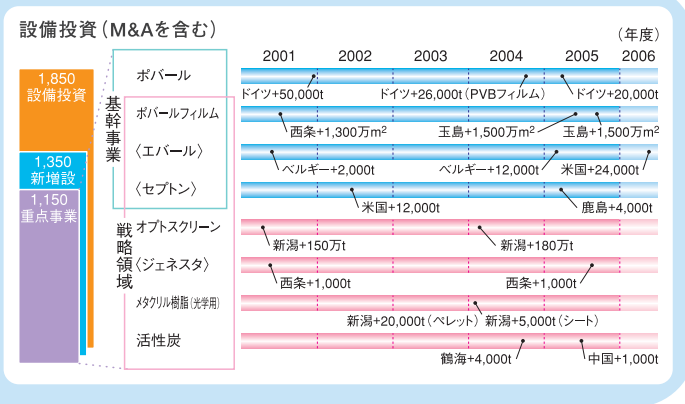 設備投資（M&Aを含む）
（年度）
2001 2002 2003 2004 2005 2006
1,850
設備投資
1,350
新増設
1,150
重点事業
基幹事業
戦略領域
ポバール
ドイツ+50,000t ドイツ+26,000t（PVBフィルム） ドイツ+20,000t
ポバールフィルム
西条+1,300万m² 玉島+1,500万m² 玉島+1,500万m²
〈エバール〉
ベルギー+2,000t ベルギー+12,000t 米国+24,000t
〈セプトン〉
米国+12,000t 鹿島+4,000t
オプトスクリーン
新潟+150万t 新潟+180万t
〈ジェネスタ〉
西条+1,000t 西条+1,000t
メタクリル樹脂（光学用）
新潟+20,000t（ペレット） 新潟+5,000t（シート）
活性炭
鶴海+4,000t 中国+1,000t